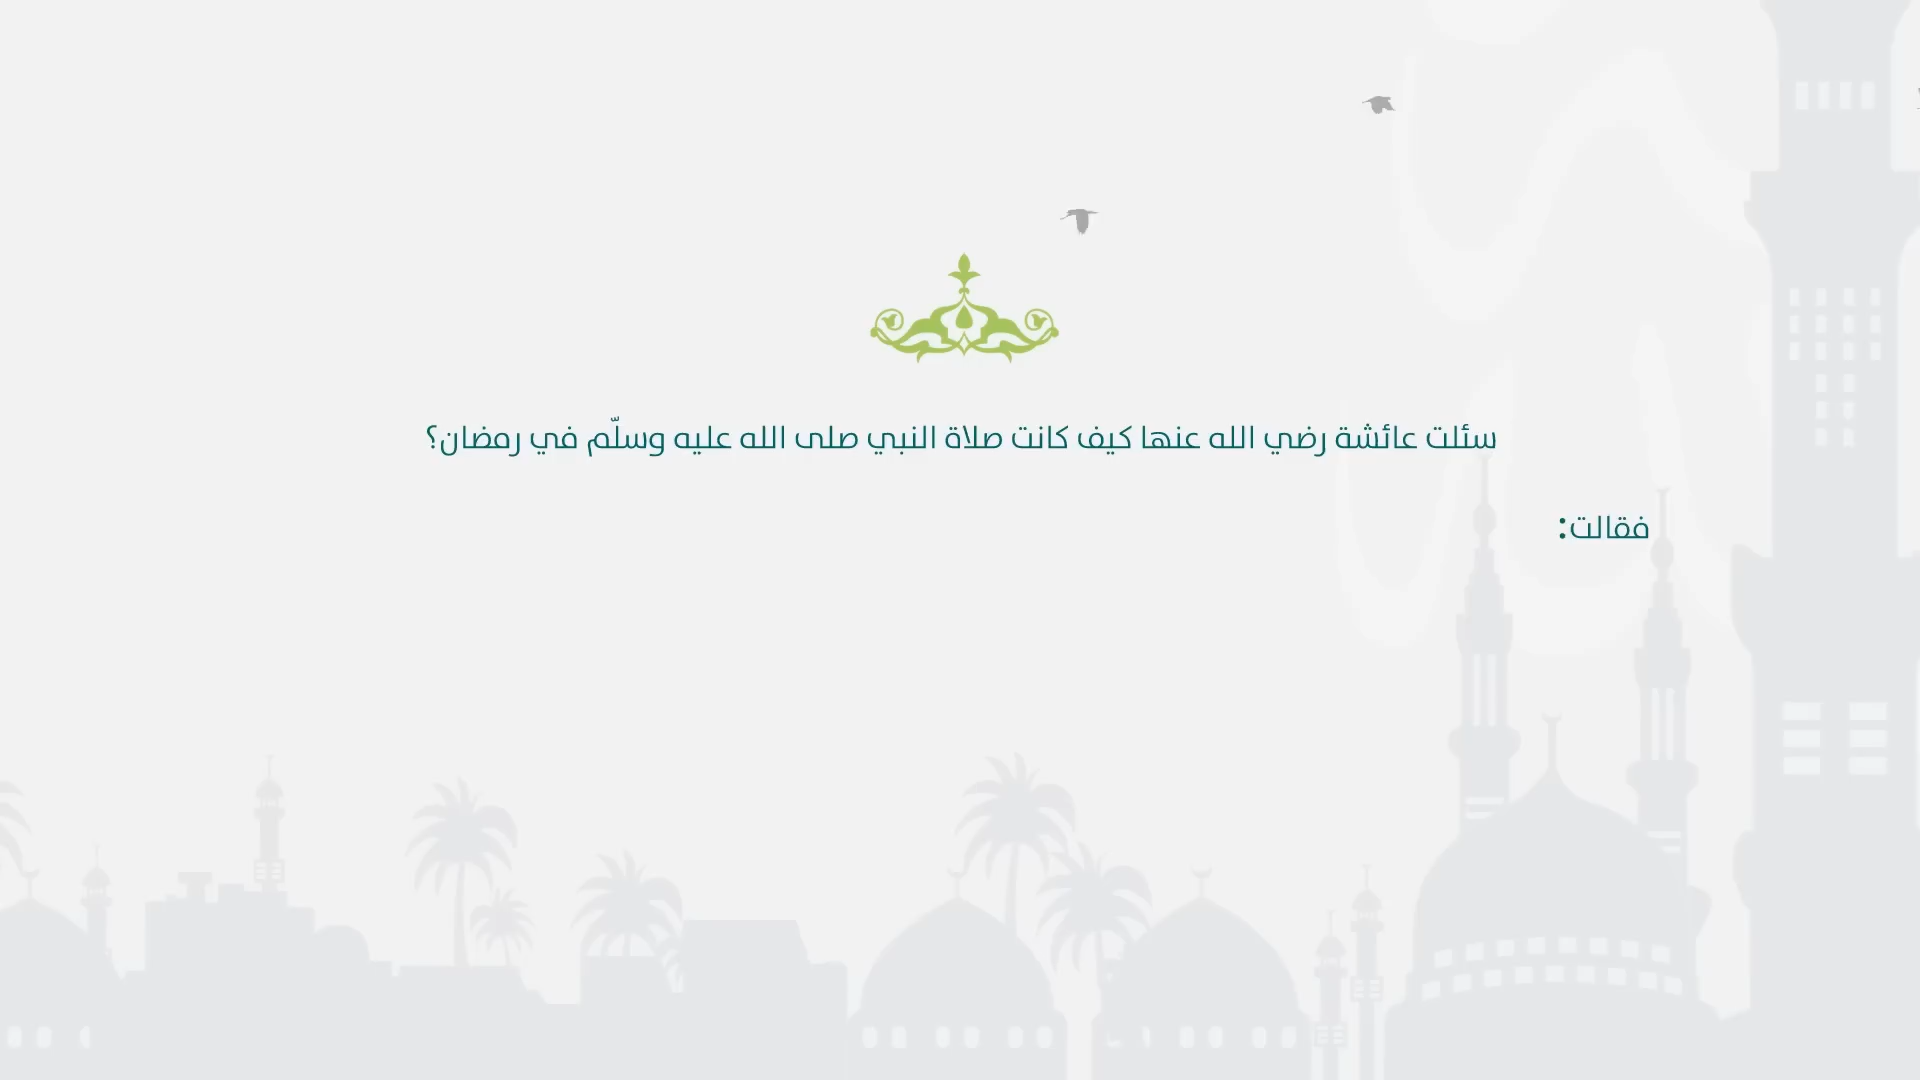 سئلت عائشة رضي الله عنها كيف كانت صلاة النبي صلى الله عليه وسلّم في رمضان؟
فقالت: